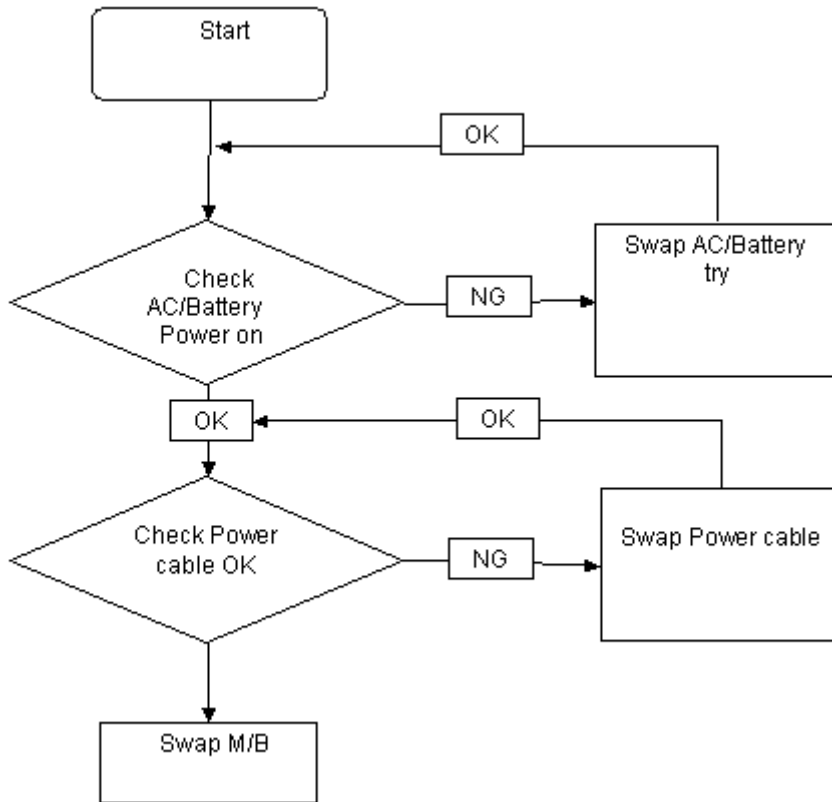 Start
OK
Swap AC/Battery
try
Check
AC/Battery
Power on
NG
OK
OK
Check Power
cable OK
NG
Swap Power cable
Swap M/B